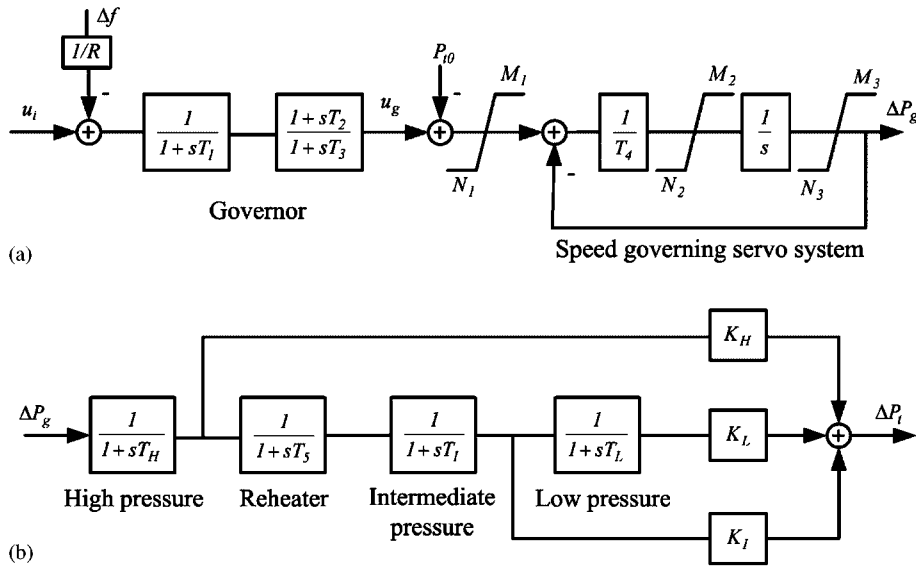 Δf
1/R
-
P_{t0}
M_1
M_2
M_3
u_i
+
1 / 1+sT_1
1+sT_2 / 1+sT_3
u_g
+
-
+
1 / T_4
1 / s
ΔP_g
N_1
-
N_2
N_3
Governor
Speed governing servo system
(a)
K_H
ΔP_g
1 / 1+sT_H
1 / 1+sT_5
1 / 1+sT_I
1 / 1+sT_L
K_L
+
ΔP_t
High pressure
Reheater
Intermediate
pressure
Low pressure
K_I
(b)